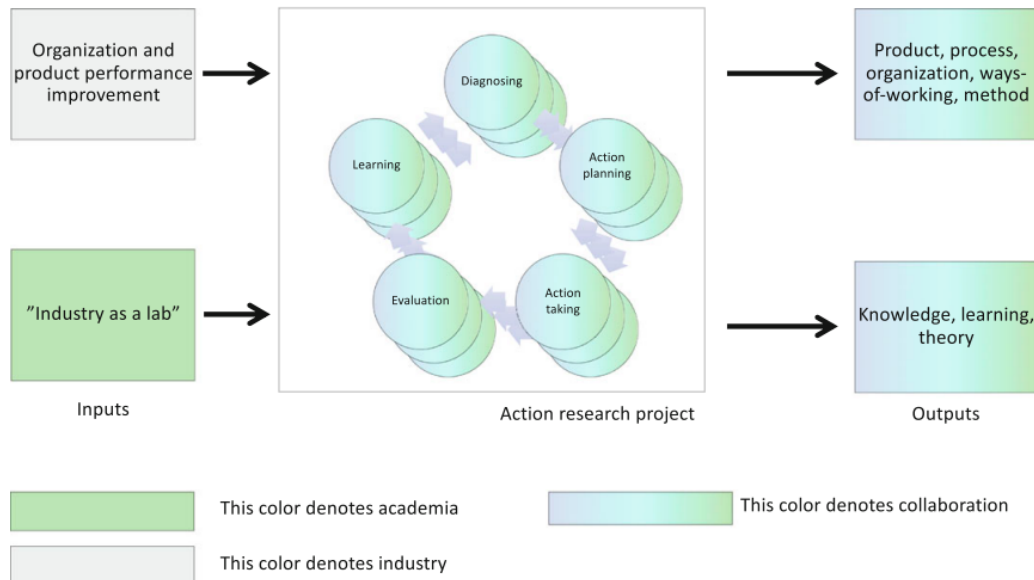 Organization and
product performance
improvement
Diagnosing
Product, process,
organization, ways-
of-working, method
Learning
Action
planning
”Industry as a lab”
Evaluation
Action
taking
Knowledge, learning,
theory
Inputs
Action research project
Outputs
This color denotes academia
This color denotes collaboration
This color denotes industry